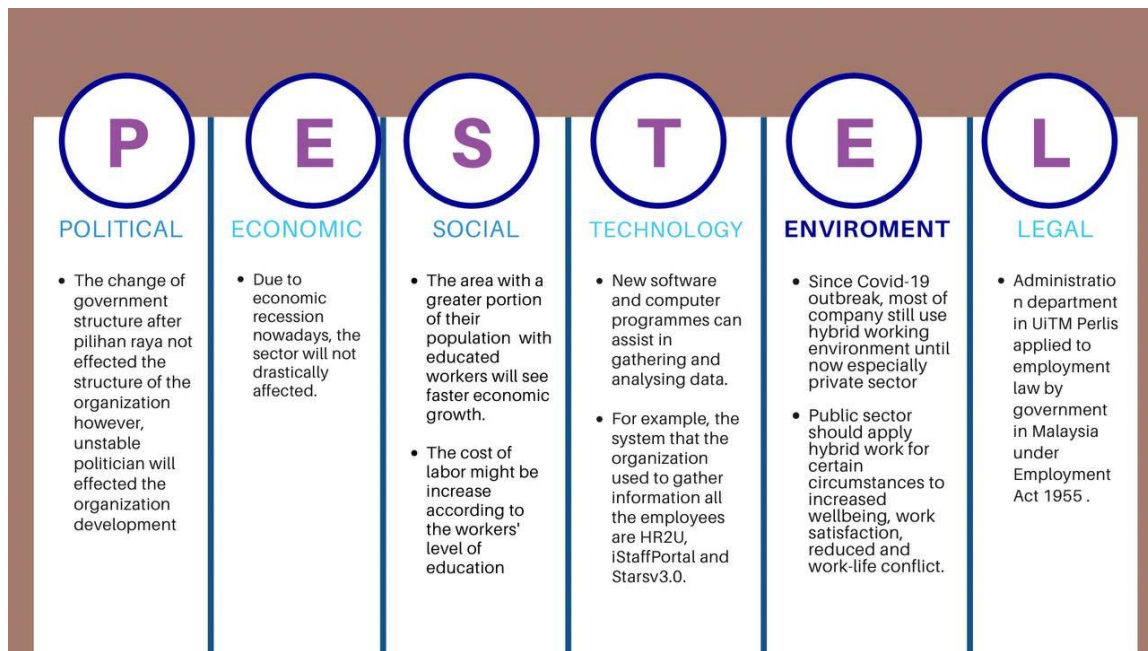 P
POLITICAL
• The change of
government
structure after
pilihan raya not
effected the
structure of the
organization
however,
unstable
politician will
effected the
organization
development
E
ECONOMIC
• Due to
economic
recession
nowadays, the
sector will not
drastically
affected.
S
SOCIAL
• The area with a
greater portion
of their
population with
educated
workers will see
faster economic
growth.
• The cost of
labor might be
increase
according to
the workers'
level of
education
T
TECHNOLOGY
• New software
and computer
programmes can
assist in
gathering and
analysing data.
• For example, the
system that the
organization
used to gather
information all
the employees
are HR2U,
iStaffPortal and
Starsv3.0.
E
ENVIROMENT
• Since Covid-19
outbreak, most of
company still use
hybrid working
environment until
now especially
private sector
• Public sector
should apply
hybrid work for
certain
circumstances to
increased
wellbeing, work
satisfaction,
reduced and
work-life conflict.
L
LEGAL
• Administratio
n department
in UiTM Perlis
applied to
employment
law by
government
in Malaysia
under
Employment
Act 1955 .